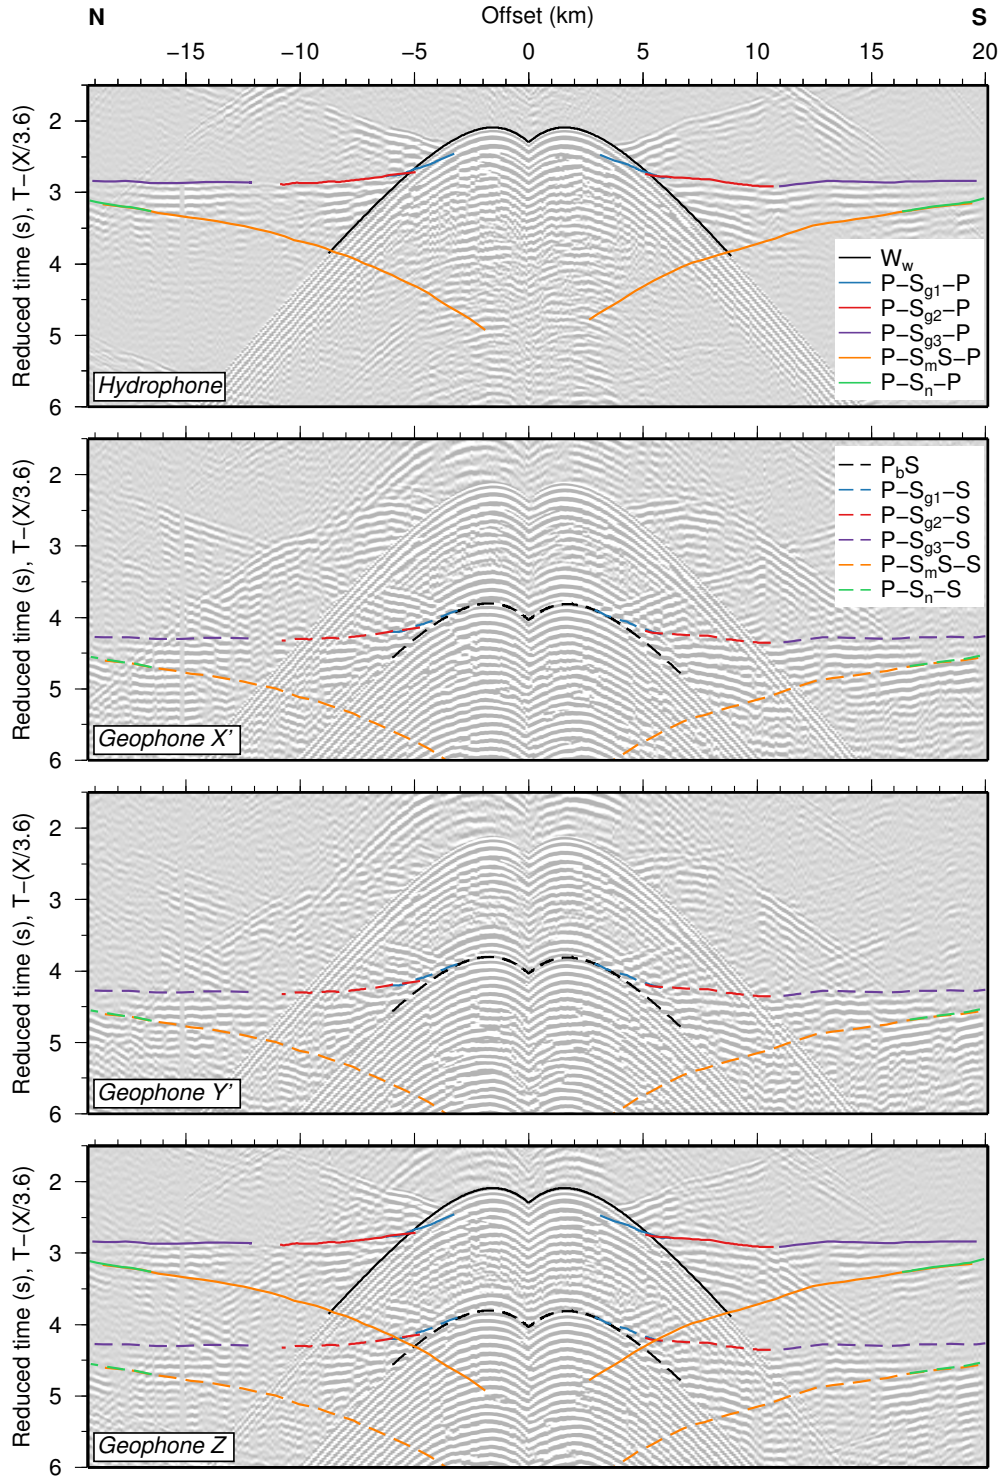 N Offset (km) S
−15 −10 −5 0 5 10 15 20
Reduced time (s), T−(X/3.6)
2
3
4
5
6
W_w
P−S_g1−P
P−S_g2−P
P−S_g3−P
P−S_mS−P
P−S_n−P
Hydrophone
Reduced time (s), T−(X/3.6)
2
3
4
5
6
P_bS
P−S_g1−S
P−S_g2−S
P−S_g3−S
P−S_mS−S
P−S_n−S
Geophone X'
Reduced time (s), T−(X/3.6)
2
3
4
5
6
Geophone Y'
Reduced time (s), T−(X/3.6)
2
3
4
5
6
Geophone Z